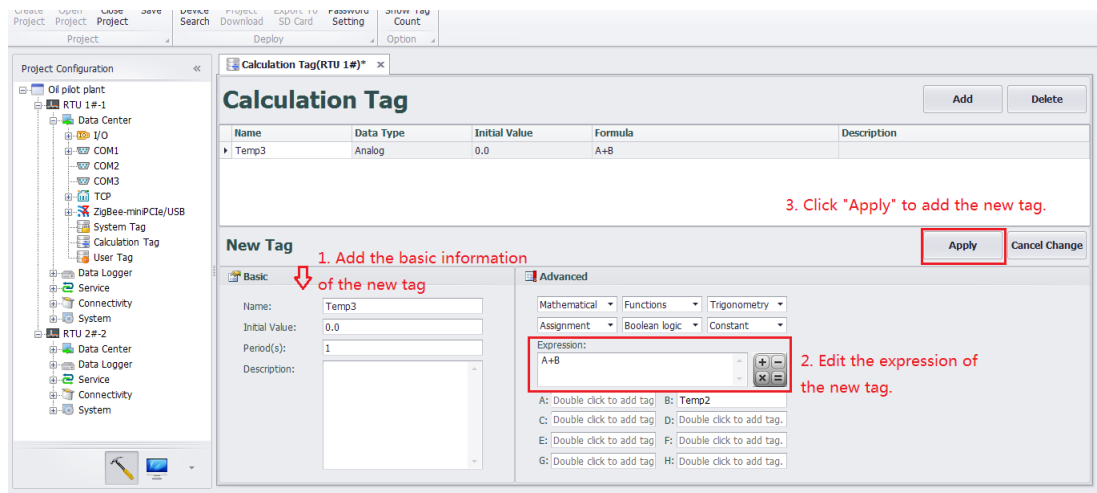 Create Open Close Save Device Project Export To Password Show Tag
Project Project Project Search Download SD Card Setting Count
Project Deploy Option
Project Configuration «
Calculation Tag(RTU 1#)* ×
Oil pilot plant
RTU 1#-1
Data Center
I/O
COM1
COM2
COM3
TCP
ZigBee-miniPCIe/USB
System Tag
Calculation Tag
User Tag
Data Logger
Service
Connectivity
System
RTU 2#-2
Data Center
Data Logger
Service
Connectivity
System
Calculation Tag
Add Delete
Name Data Type Initial Value Formula Description
Temp3 Analog 0.0 A+B
3. Click "Apply" to add the new tag.
New Tag
Apply Cancel Change
1. Add the basic information
of the new tag
Basic
Name: Temp3
Initial Value: 0.0
Period(s): 1
Description:
Advanced
Mathematical Functions Trigonometry
Assignment Boolean logic Constant
Expression:
A+B
+ −
× =
2. Edit the expression of
the new tag.
A: Double click to add tag B: Temp2
C: Double click to add tag D: Double click to add tag.
E: Double click to add tag F: Double click to add tag.
G: Double click to add tag H: Double click to add tag.